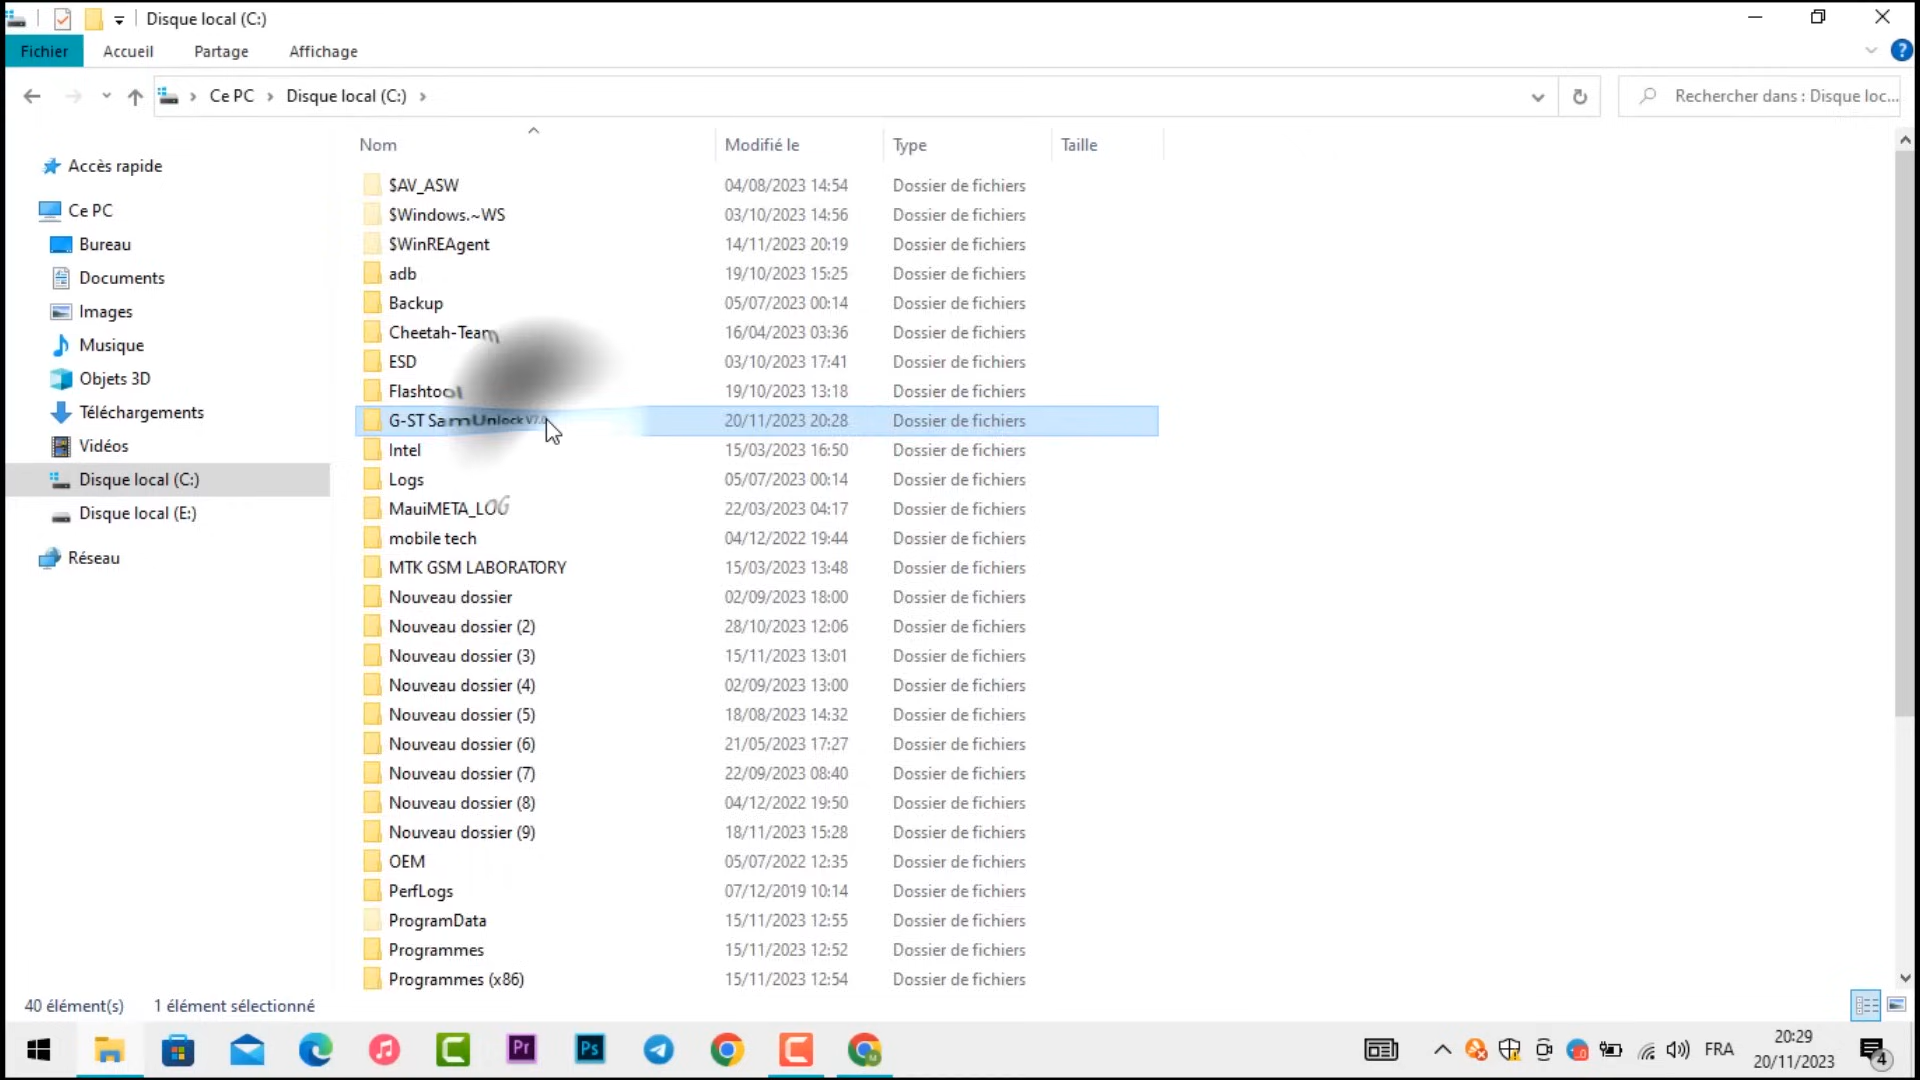 Disque local (C:)
Fichier Accueil Partage Affichage
Ce PC Disque local (C:) Rechercher dans : Disque loc...
Nom Modifié le Type Taille
Accès rapide
Ce PC
Bureau
Documents
Images
Musique
Objets 3D
Téléchargements
Vidéos
Disque local (C:)
Disque local (E:)
Réseau
$AV_ASW 04/08/2023 14:54 Dossier de fichiers
$Windows.~WS 03/10/2023 14:56 Dossier de fichiers
$WinREAgent 14/11/2023 20:19 Dossier de fichiers
adb 19/10/2023 15:25 Dossier de fichiers
Backup 05/07/2023 00:14 Dossier de fichiers
Cheetah-Team 16/04/2023 03:36 Dossier de fichiers
ESD 03/10/2023 17:41 Dossier de fichiers
Flashtool 19/10/2023 13:18 Dossier de fichiers
G-ST SamUnlock V7.0 20/11/2023 20:28 Dossier de fichiers
Intel 15/03/2023 16:50 Dossier de fichiers
Logs 05/07/2023 00:14 Dossier de fichiers
MauiMETA_LOG 22/03/2023 04:17 Dossier de fichiers
mobile tech 04/12/2022 19:44 Dossier de fichiers
MTK GSM LABORATORY 15/03/2023 13:48 Dossier de fichiers
Nouveau dossier 02/09/2023 18:00 Dossier de fichiers
Nouveau dossier (2) 28/10/2023 12:06 Dossier de fichiers
Nouveau dossier (3) 15/11/2023 13:01 Dossier de fichiers
Nouveau dossier (4) 02/09/2023 13:00 Dossier de fichiers
Nouveau dossier (5) 18/08/2023 14:32 Dossier de fichiers
Nouveau dossier (6) 21/05/2023 17:27 Dossier de fichiers
Nouveau dossier (7) 22/09/2023 08:40 Dossier de fichiers
Nouveau dossier (8) 04/12/2022 19:50 Dossier de fichiers
Nouveau dossier (9) 18/11/2023 15:28 Dossier de fichiers
OEM 05/07/2022 12:35 Dossier de fichiers
PerfLogs 07/12/2019 10:14 Dossier de fichiers
ProgramData 15/11/2023 12:55 Dossier de fichiers
Programmes 15/11/2023 12:52 Dossier de fichiers
Programmes (x86) 15/11/2023 12:54 Dossier de fichiers
40 élément(s) 1 élément sélectionné
Pr Ps FRA 20:29
20/11/2023 4